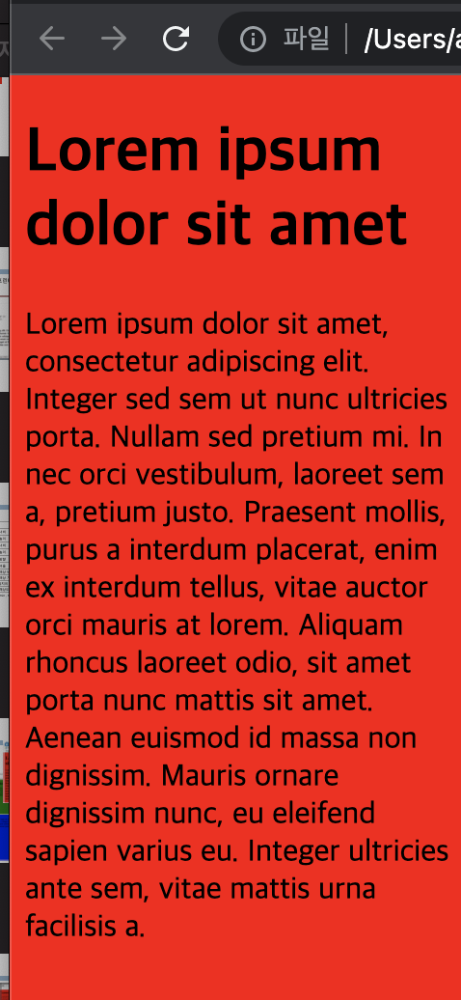 파일 /Users/a
Lorem ipsum
dolor sit amet
Lorem ipsum dolor sit amet,
consectetur adipiscing elit.
Integer sed sem ut nunc ultricies
porta. Nullam sed pretium mi. In
nec orci vestibulum, laoreet sem
a, pretium justo. Praesent mollis,
purus a interdum placerat, enim
ex interdum tellus, vitae auctor
orci mauris at lorem. Aliquam
rhoncus laoreet odio, sit amet
porta nunc mattis sit amet.
Aenean euismod id massa non
dignissim. Mauris ornare
dignissim nunc, eu eleifend
sapien varius eu. Integer ultricies
ante sem, vitae mattis urna
facilisis a.